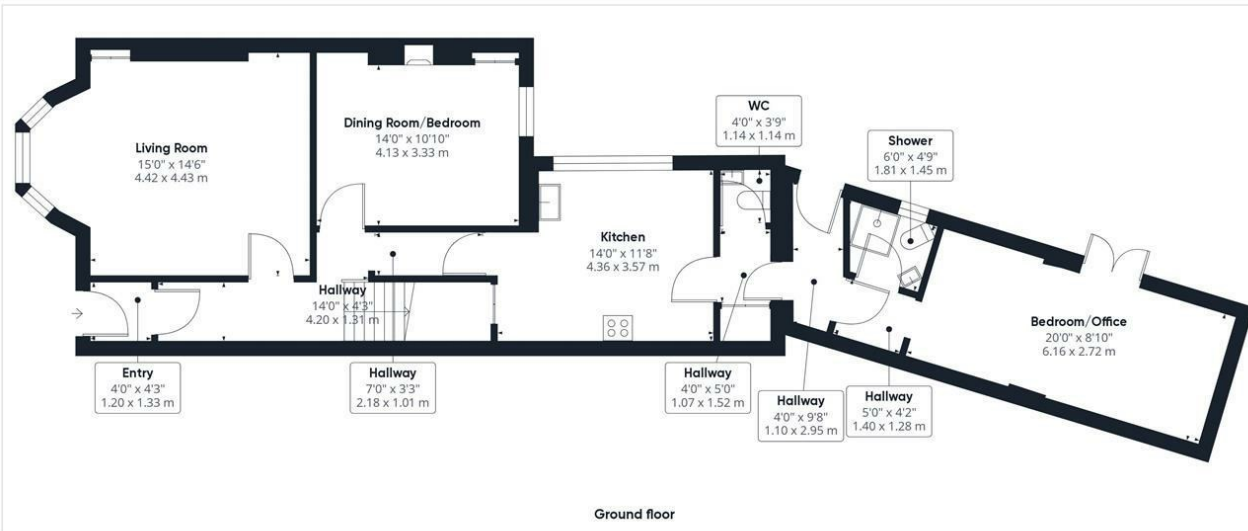 Living Room
15'0" x 14'6"
4.42 x 4.43 m
Dining Room/Bedroom
14'0" x 10'10"
4.13 x 3.33 m
WC
4'0" x 3'9"
1.14 x 1.14 m
Shower
6'0" x 4'9"
1.81 x 1.45 m
Kitchen
14'0" x 11'8"
4.36 x 3.57 m
Hallway
14'0" x 4'3"
4.20 x 1.31 m
Bedroom/Office
20'0" x 8'10"
6.16 x 2.72 m
Entry
4'0" x 4'3"
1.20 x 1.33 m
Hallway
7'0" x 3'3"
2.18 x 1.01 m
Hallway
4'0" x 5'0"
1.07 x 1.52 m
Hallway
4'0" x 9'8"
1.10 x 2.95 m
Hallway
5'0" x 4'2"
1.40 x 1.28 m
Ground floor